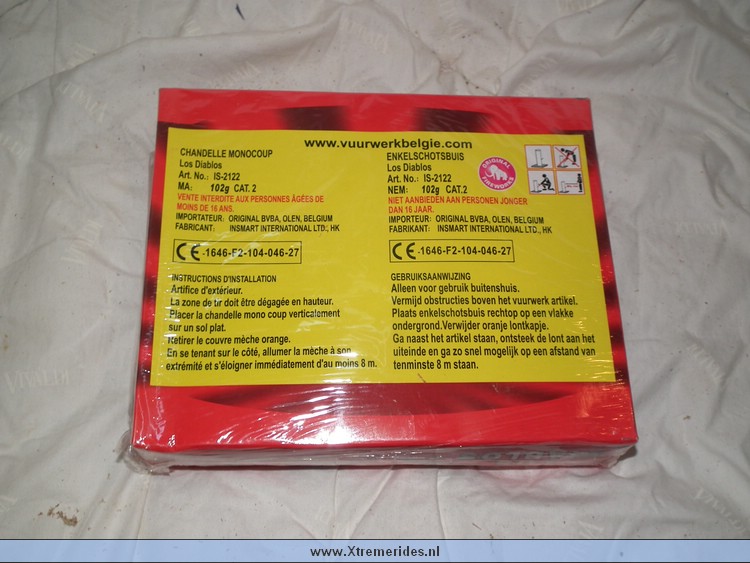 www.vuurwerkbelgie.com
CHANDELLE MONOCOUP
Los Diablos
Art. No.: IS-2122
MA: 102g CAT. 2
VENTE INTERDITE AUX PERSONNES ÂGÉES DE
MOINS DE 16 ANS.
IMPORTATEUR: ORIGINAL BVBA, OLEN, BELGIUM
FABRICANT: INSMART INTERNATIONAL LTD., HK
CE-1646-F2-104-046-27
INSTRUCTIONS D'INSTALLATION
Artifice d'extérieur.
La zone de tir doit être dégagée en hauteur.
Placer la chandelle mono coup verticalement
sur un sol plat.
Retirer le couvre mèche orange.
En se tenant sur le côté, allumer la mèche à son
extrémité et s'éloigner immédiatement d'au moins 8 m.
ENKELSCHOTSBUIS
Los Diablos
Art. No.: IS-2122
NEM: 102g CAT.2
NIET AANBIEDEN AAN PERSONEN JONGER
DAN 16 JAAR.
IMPORTEUR: ORIGINAL BVBA, OLEN, BELGIUM
FABRIKANT: INSMART INTERNATIONAL LTD., HK
CE-1646-F2-104-046-27
GEBRUIKSAANWIJZING
Alleen voor gebruik buitenshuis.
Vermijd obstructies boven het vuurwerk artikel.
Plaats enkelschotsbuis rechtop op een vlakke
ondergrond.Verwijder oranje lontkapje.
Ga naast het artikel staan, ontsteek de lont aan het
uiteinde en ga zo snel mogelijk op een afstand van
tenminste 8 m staan.
ORIGINAL
FIREWORKS
www.Xtremerides.nl